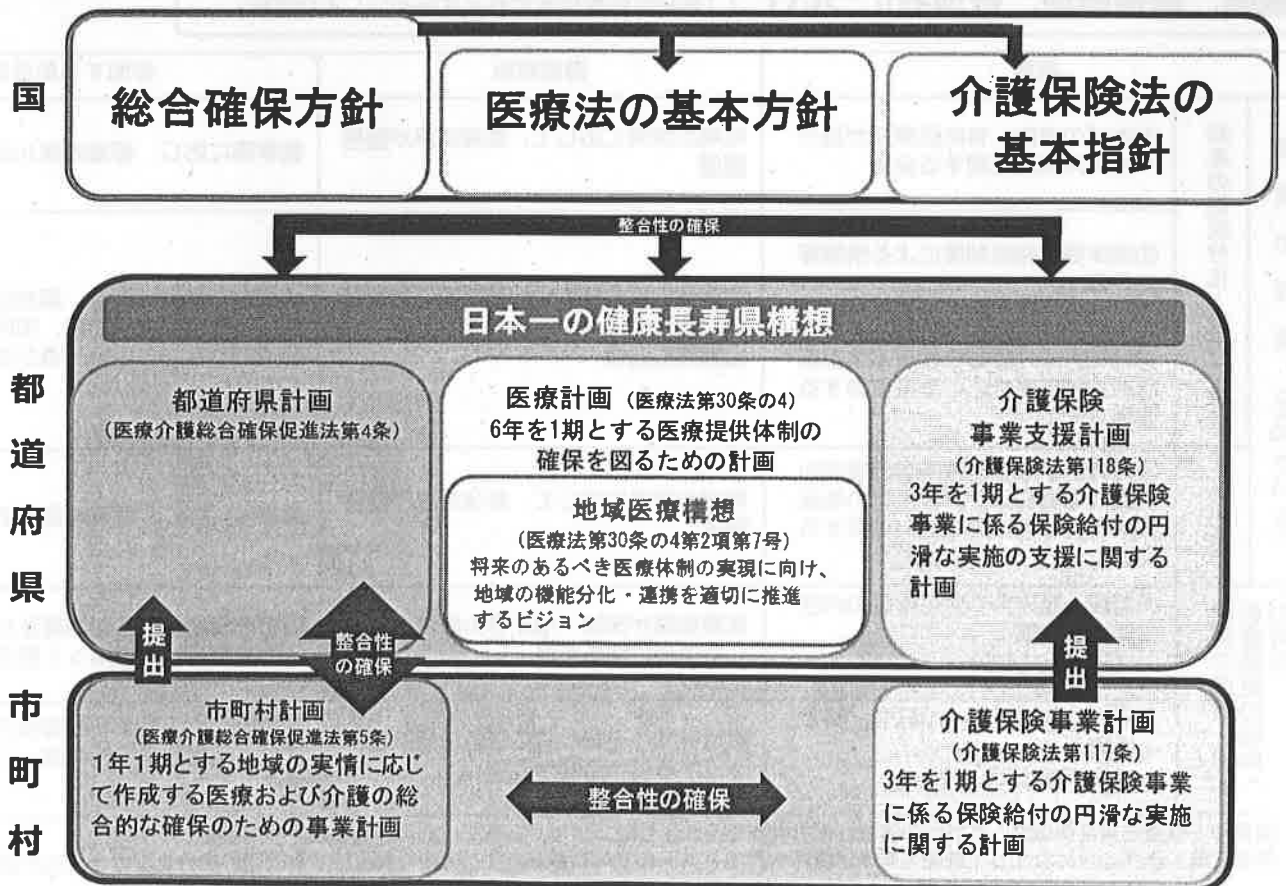 国
総合確保方針
医療法の基本方針
介護保険法の
基本指針
整合性の確保
都道府県
日本一の健康長寿県構想
都道府県計画
(医療介護総合確保促進法第4条)
医療計画 (医療法第30条の4)
6年を1期とする医療提供体制の
確保を図るための計画
地域医療構想
(医療法第30条の4第2項第7号)
将来のあるべき医療体制の実現に向け、
地域の機能分化・連携を適切に推進
するビジョン
介護保険
事業支援計画
(介護保険法第118条)
3年を1期とする介護保険
事業に係る保険給付の円
滑な実施の支援に関する
計画
提出
整合性
の確保
提出
市町村
市町村計画
(医療介護総合確保促進法第5条)
1年1期とする地域の実情に応じ
て作成する医療および介護の総
合的な確保のための事業計画
整合性の確保
介護保険事業計画
(介護保険法第117条)
3年を1期とする介護保険事業
に係る保険給付の円滑な実施
に関する計画